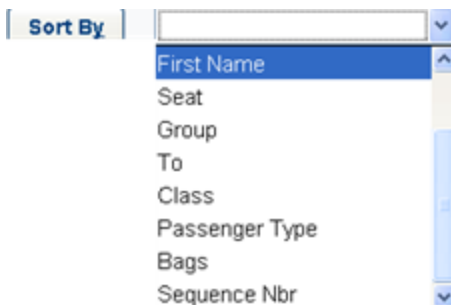 Sort By
First Name
Seat
Group
To
Class
Passenger Type
Bags
Sequence Nbr